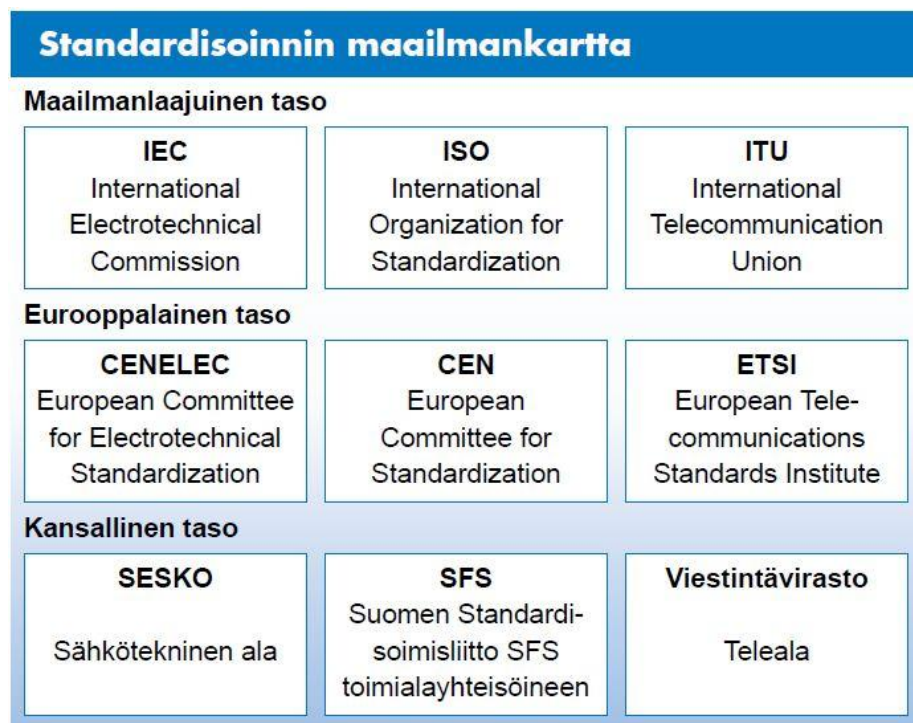 Standardisoinnin maailmankartta
Maailmanlaajuinen taso
IEC
International
Electrotechnical
Commission
ISO
International
Organization for
Standardization
ITU
International
Telecommunication
Union
Eurooppalainen taso
CENELEC
European Committee
for Electrotechnical
Standardization
CEN
European
Committee for
Standardization
ETSI
European Tele-
communications
Standards Institute
Kansallinen taso
SESKO
Sähkötekninen ala
SFS
Suomen Standardi-
soimisliitto SFS
toimialayhteisöineen
Viestintävirasto
Teleala